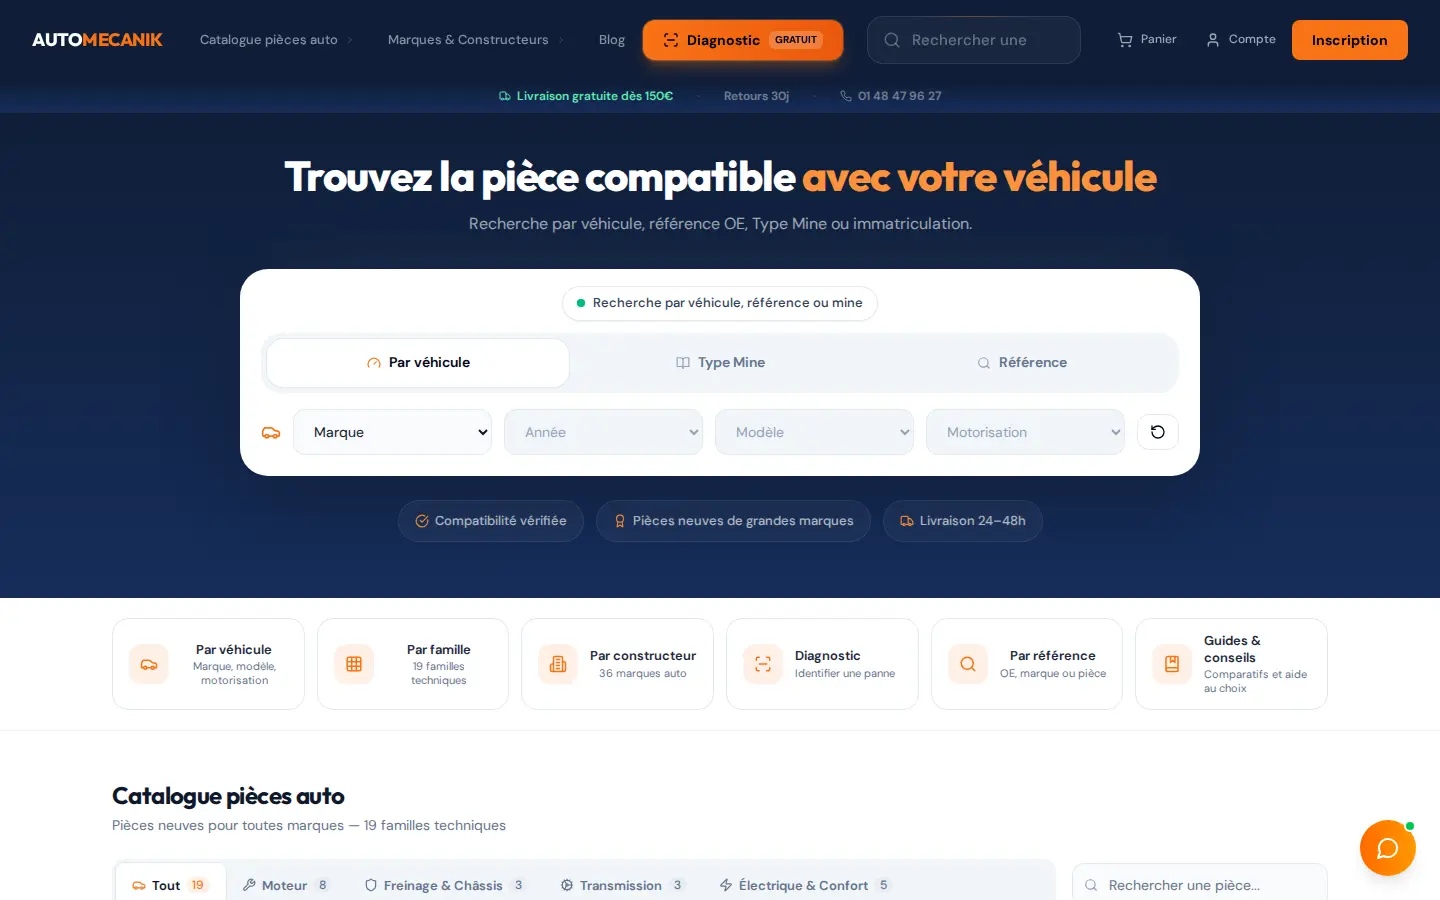 AUTOMECANIK
Catalogue pièces auto
Marques & Constructeurs
Blog
Diagnostic GRATUIT
Rechercher une
Panier
Compte
Inscription
Livraison gratuite dès 150€
Retours 30j
01 48 47 96 27
Trouvez la pièce compatible avec votre véhicule
Recherche par véhicule, référence OE, Type Mine ou immatriculation.
Recherche par véhicule, référence ou mine
Par véhicule
Type Mine
Référence
Marque
Année
Modèle
Motorisation
Compatibilité vérifiée
Pièces neuves de grandes marques
Livraison 24–48h
Par véhicule
Marque, modèle,
motorisation
Par famille
19 familles
techniques
Par constructeur
36 marques auto
Diagnostic
Identifier une panne
Par référence
OE, marque ou pièce
Guides &
conseils
Comparatifs et aide
au choix
Catalogue pièces auto
Pièces neuves pour toutes marques — 19 familles techniques
Tout 19
Moteur 8
Freinage & Châssis 3
Transmission 3
Électrique & Confort 5
Rechercher une pièce...